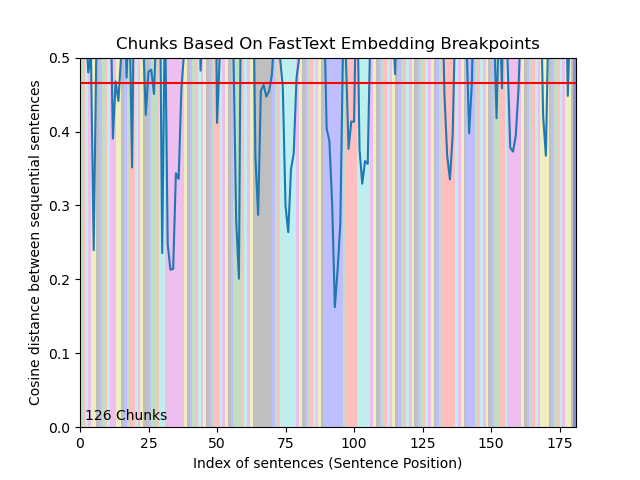 Chunks Based On FastText Embedding Breakpoints
Cosine distance between sequential sentences
0.5
0.4
0.3
0.2
0.1
0.0
126 Chunks
0 25 50 75 100 125 150 175
Index of sentences (Sentence Position)